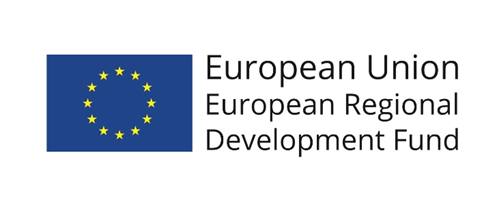 European Union
European Regional
Development Fund